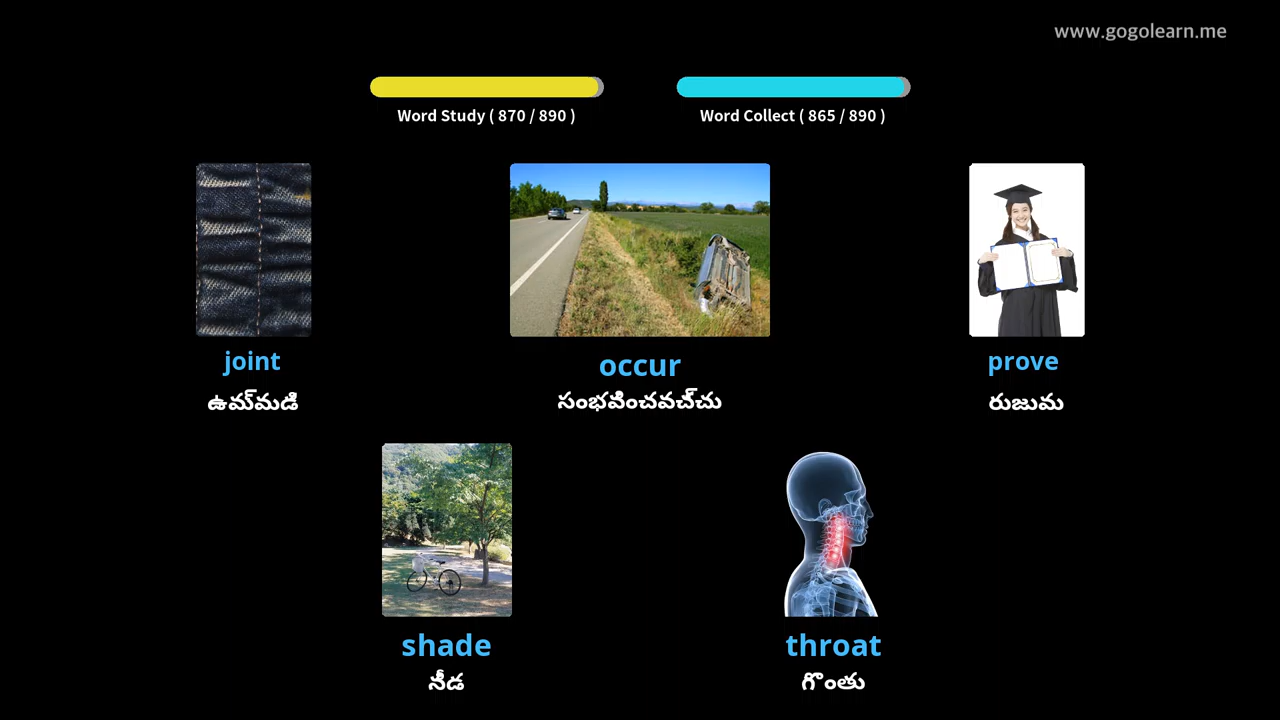 www.gogolearn.me
Word Study ( 870 / 890 )
Word Collect ( 865 / 890 )
joint
ఉమ్మడి
occur
సంభవించవచ్చు
prove
రుజుమ
shade
నీడ
throat
గొంతు